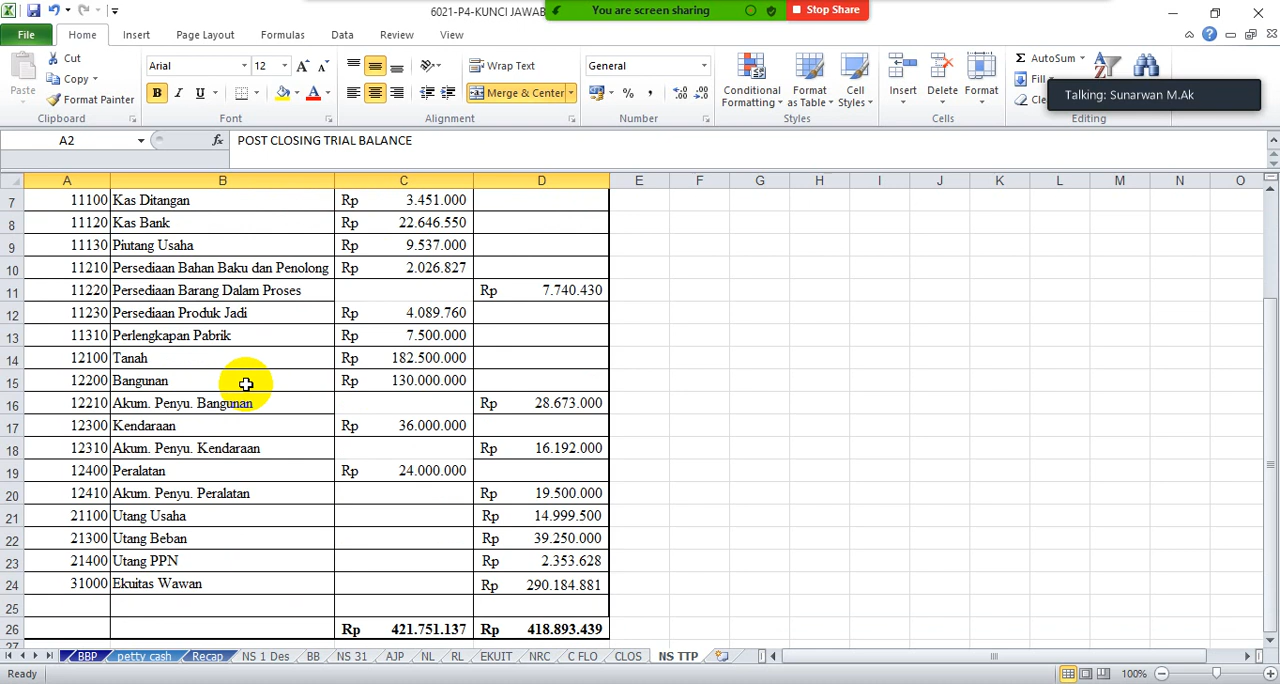 6021-P4-KUNCI JAWAB
You are screen sharing
Stop Share
File Home Insert Page Layout Formulas Data Review View
Paste
Cut
Copy
Format Painter
Clipboard
Arial 12
B I U
Font
Wrap Text
Merge & Center
Alignment
General
%
Number
Conditional Formatting
Format as Table
Cell Styles
Styles
Insert Delete Format
Cells
AutoSum
Fill
Cle
Editing
Talking: Sunarwan M.Ak
A2 fx POST CLOSING TRIAL BALANCE
A B C D E F G H I J K L M N O
7 11100 Kas Ditangan Rp 3.451.000
8 11120 Kas Bank Rp 22.646.550
9 11130 Piutang Usaha Rp 9.537.000
10 11210 Persediaan Bahan Baku dan Penolong Rp 2.026.827
11 11220 Persediaan Barang Dalam Proses Rp 7.740.430
12 11230 Persediaan Produk Jadi Rp 4.089.760
13 11310 Perlengkapan Pabrik Rp 7.500.000
14 12100 Tanah Rp 182.500.000
15 12200 Bangunan Rp 130.000.000
16 12210 Akum. Penyu. Bangunan Rp 28.673.000
17 12300 Kendaraan Rp 36.000.000
18 12310 Akum. Penyu. Kendaraan Rp 16.192.000
19 12400 Peralatan Rp 24.000.000
20 12410 Akum. Penyu. Peralatan Rp 19.500.000
21 21100 Utang Usaha Rp 14.999.500
22 21300 Utang Beban Rp 39.250.000
23 21400 Utang PPN Rp 2.353.628
24 31000 Ekuitas Wawan Rp 290.184.881
25
26 Rp 421.751.137 Rp 418.893.439
27
BBP petty cash Recap NS 1 Des BB NS 31 AJP NL RL EKUIT NRC C FLO CLOS NS TTP
Ready 100%